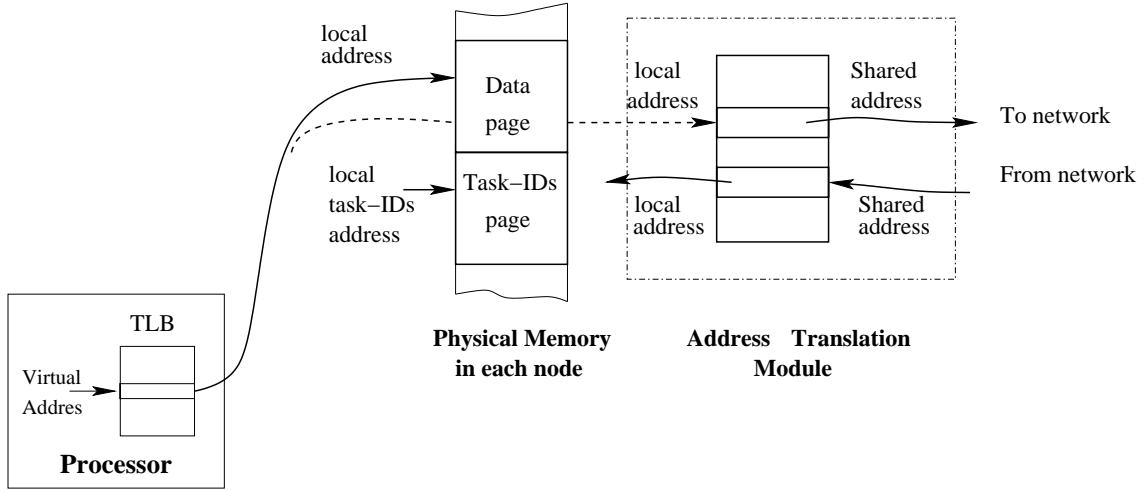 local
address
Data
page
local
address
Shared
address
To network
local
task−IDs
address
Task−IDs
page
local
address
Shared
address
From network
TLB
Virtual
Addres
Processor
Physical Memory
in each node
Address Translation
Module